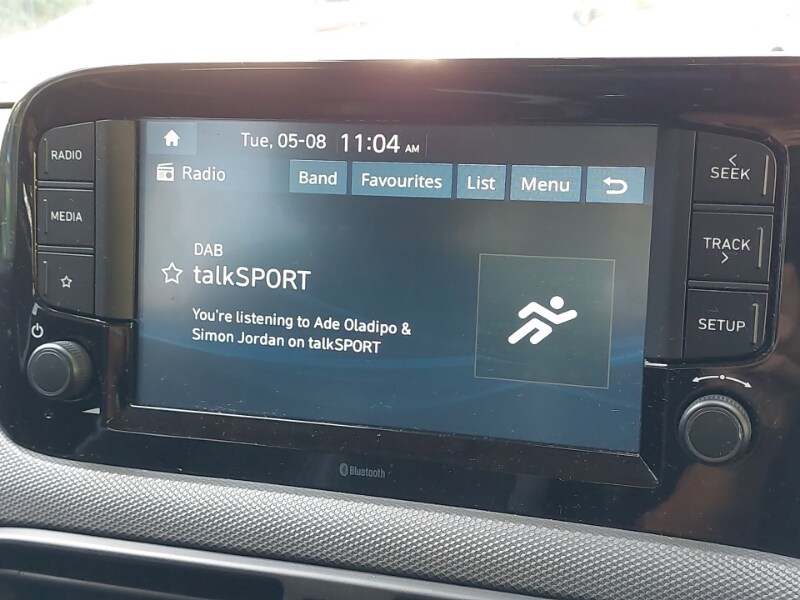 RADIO
MEDIA
Tue, 05-08 11:04 AM
Radio Band Favourites List Menu
DAB
talkSPORT
You're listening to Ade Oladipo &
Simon Jordan on talkSPORT
SEEK
TRACK
SETUP
Bluetooth